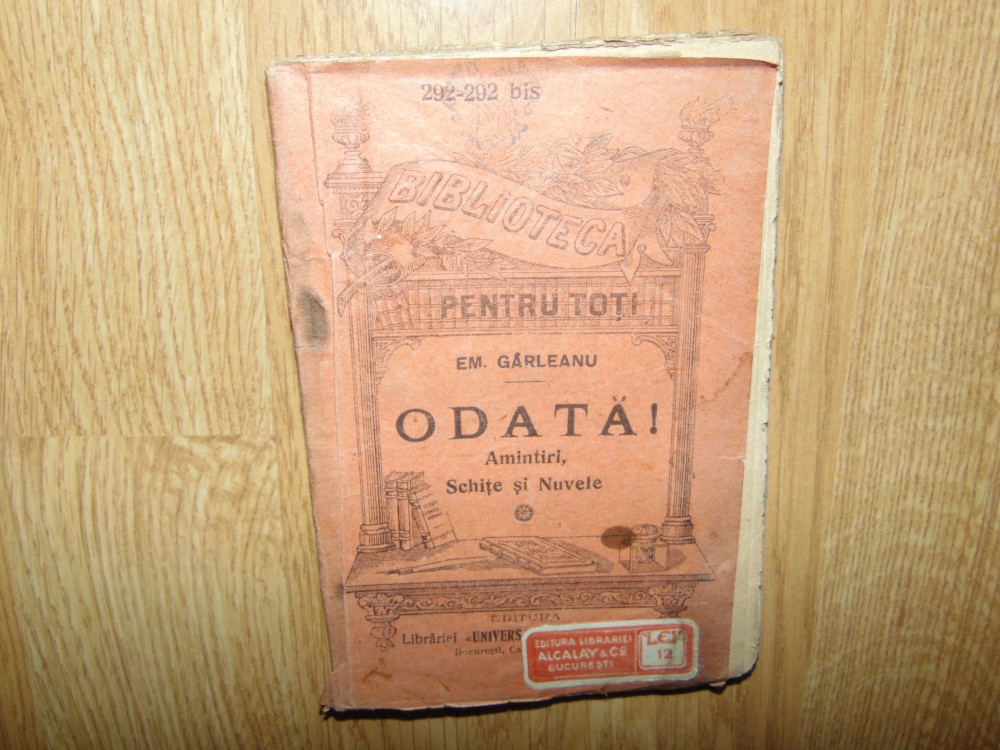 292-292 bis
BIBLIOTECA
PENTRU TOȚI
EM. GÂRLEANU
ODATĂ!
Amintiri,
Schițe și Nuvele
EDITURA
Librăriei «UNIVERS
București, Ca
EDITURA LIBRARIEI
ALCALAY & Cº
BUCUREȘTI
LEI
12